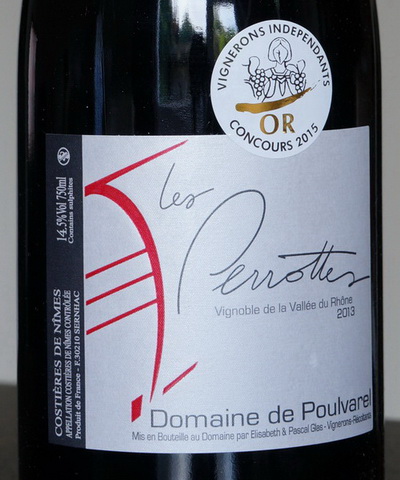 VIGNERONS INDEPENDANTS
OR
CONCOURS 2015
Les
Perrottes
Vignoble de la Vallée du Rhône
2013
Domaine de Poulvarel
Mis en Bouteille au Domaine par Elisabeth & Pascal Glas - Vignerons-Récoltants
14.5%Vol 750ml
Contains sulphites
COSTIÈRES DE NÎMES
APPELLATION COSTIÈRES DE NÎMES CONTRÔLÉE
Produit de France - F.30210 SERNHAC